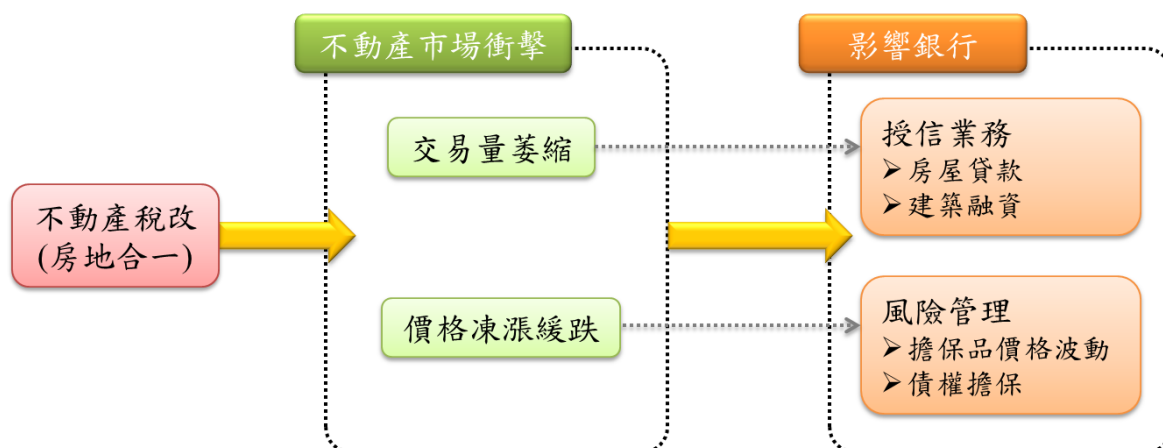 不動產稅改
(房地合一)
不動產市場衝擊
交易量萎縮
價格凍漲緩跌
影響銀行
授信業務
➢房屋貸款
➢建築融資
風險管理
➢擔保品價格波動
➢債權擔保